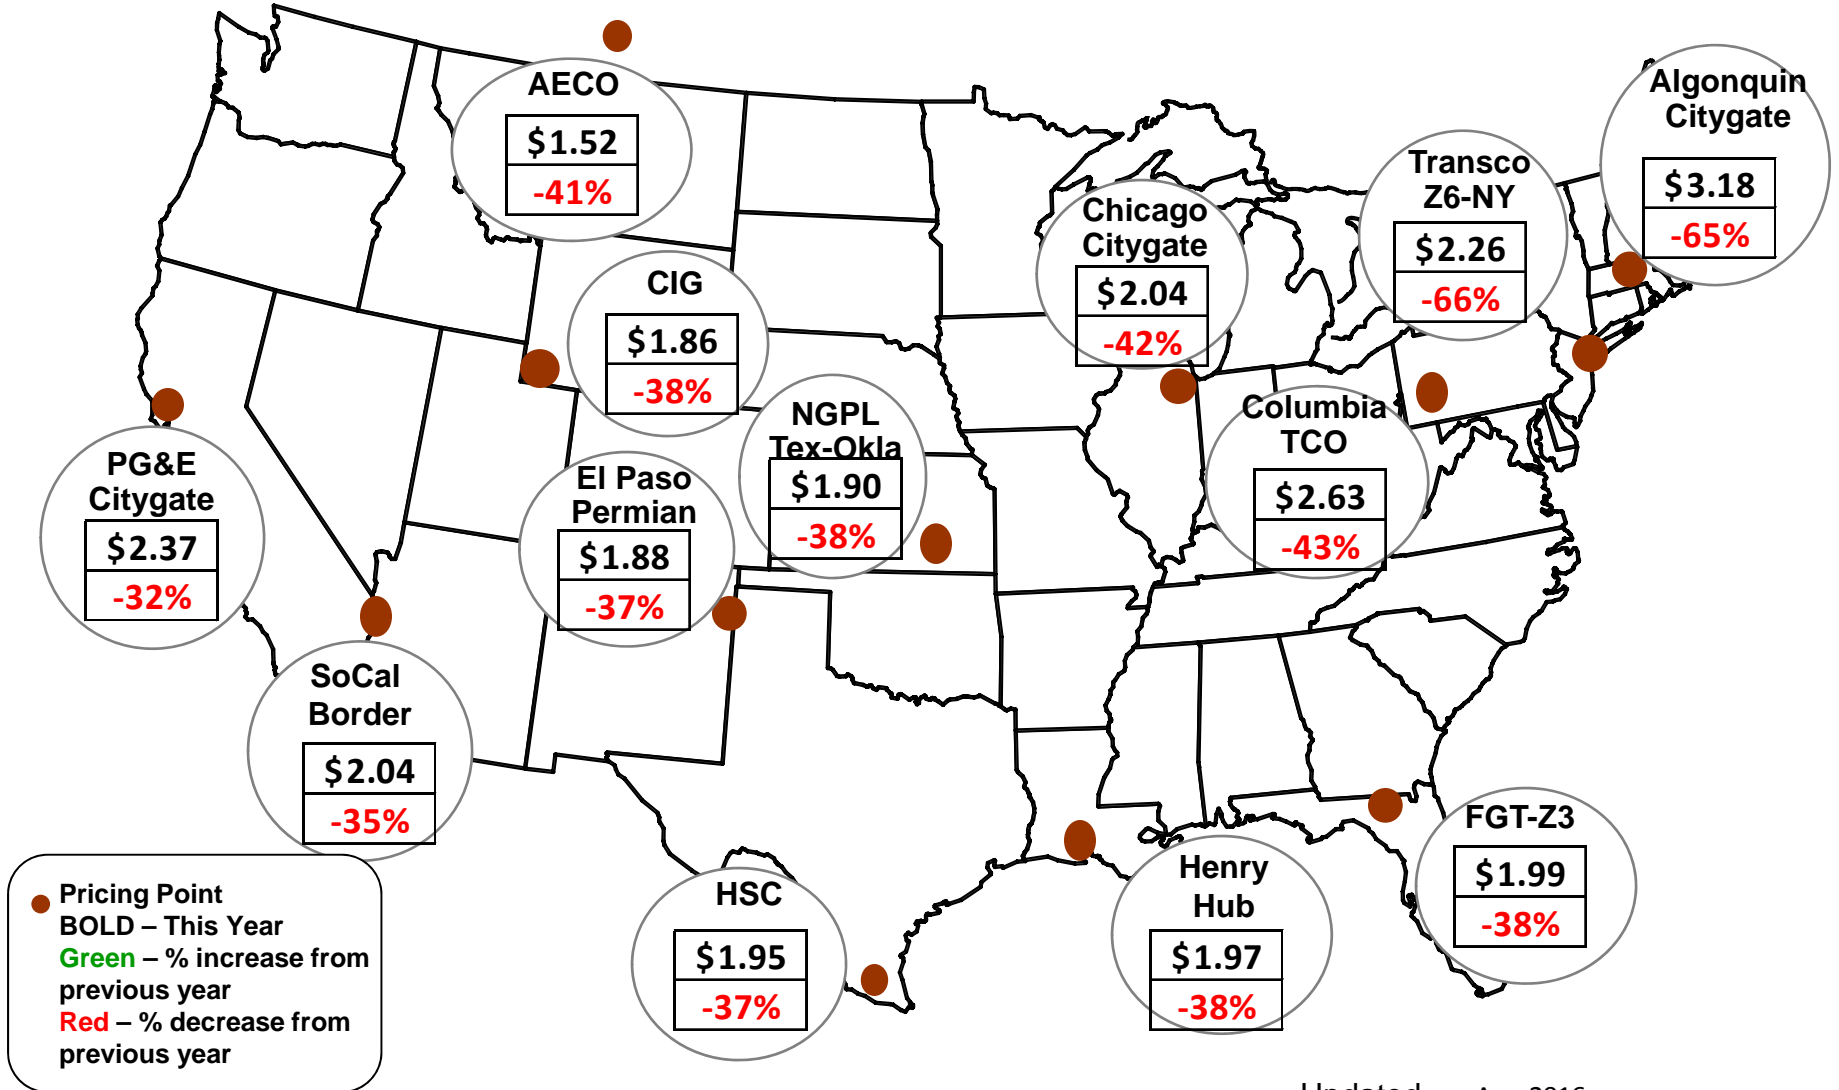 AECO
$1.52
-41%
Algonquin
Citygate
$3.18
-65%
Transco
Z6-NY
$2.26
-66%
Chicago
Citygate
$2.04
-42%
CIG
$1.86
-38%
NGPL
Tex-Okla
$1.90
-38%
Columbia
TCO
$2.63
-43%
PG&E
Citygate
$2.37
-32%
El Paso
Permian
$1.88
-37%
SoCal
Border
$2.04
-35%
HSC
$1.95
-37%
Henry
Hub
$1.97
-38%
FGT-Z3
$1.99
-38%
Pricing Point
BOLD – This Year
Green – % increase from
previous year
Red – % decrease from
previous year
Updated 2016